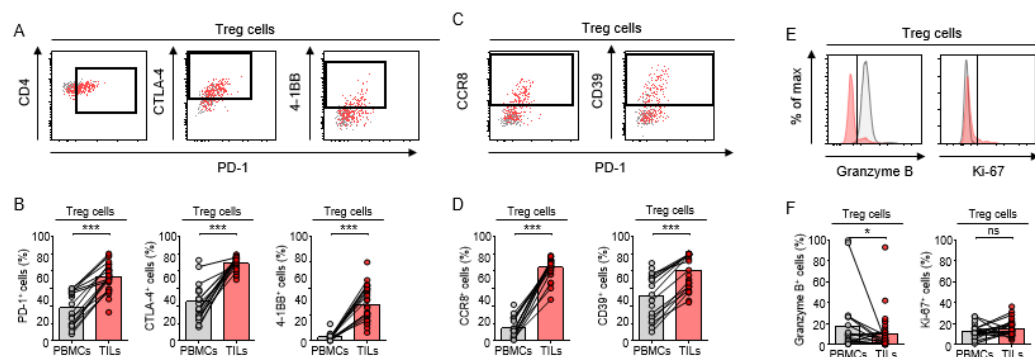 A
Treg cells
CD4
CTLA-4
4-1BB
PD-1
B
Treg cells
***
PD-1⁺ cells (%)
100
80
60
40
20
0
PBMCs TILs
Treg cells
***
CTLA-4⁺ cells (%)
100
80
60
40
20
0
PBMCs TILs
Treg cells
***
4-1BB⁺ cells (%)
100
80
60
40
20
0
PBMCs TILs
C
Treg cells
CCR8
CD39
PD-1
D
Treg cells
***
CCR8⁺ cells (%)
100
80
60
40
20
0
PBMCs TILs
Treg cells
***
CD39⁺ cells (%)
100
80
60
40
20
0
PBMCs TILs
E
Treg cells
% of max
Granzyme B
Ki-67
F
Treg cells
*
Granzyme B⁺ cells (%)
100
80
60
40
20
0
PBMCs TILs
Treg cells
ns
Ki-67⁺ cells (%)
100
80
60
40
20
0
PBMCs TILs